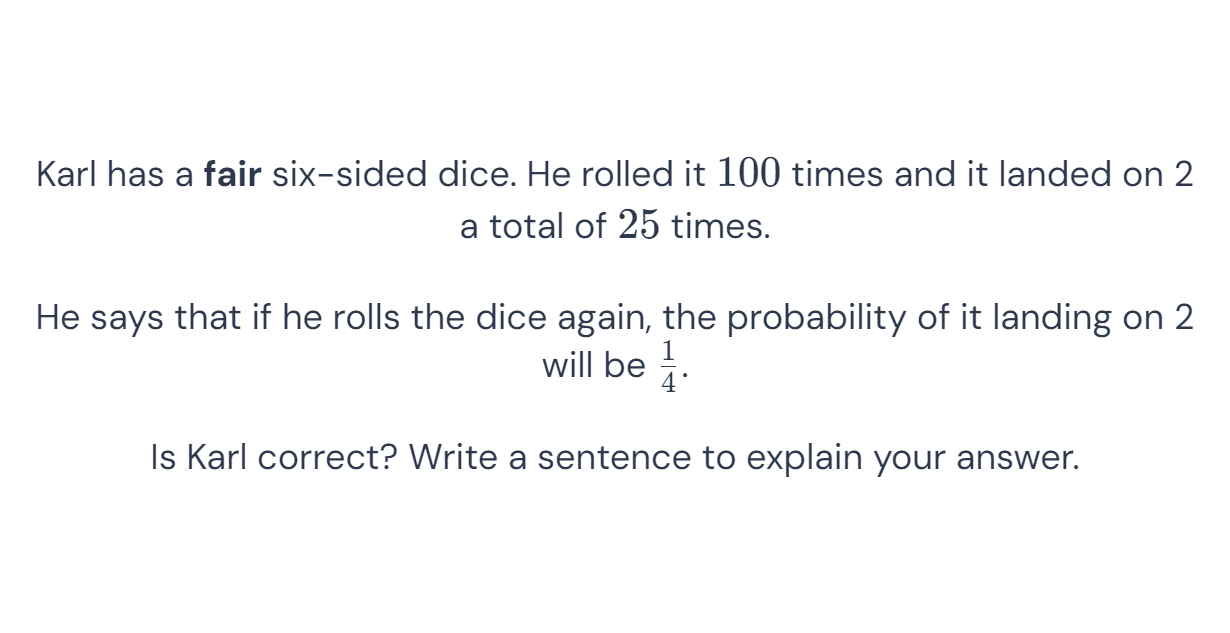 Karl has a fair six-sided dice. He rolled it 100 times and it landed on 2
a total of 25 times.
He says that if he rolls the dice again, the probability of it landing on 2
will be 1/4.
Is Karl correct? Write a sentence to explain your answer.